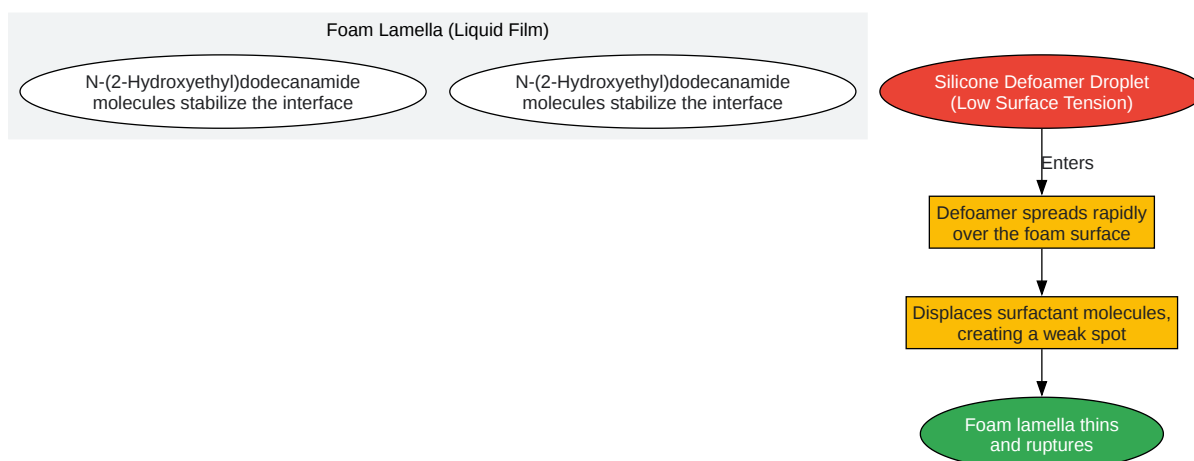 Foam Lamella (Liquid Film)
N-(2-Hydroxyethyl)dodecanamide
molecules stabilize the interface
N-(2-Hydroxyethyl)dodecanamide
molecules stabilize the interface
Silicone Defoamer Droplet
(Low Surface Tension)
Enters
Defoamer spreads rapidly
over the foam surface
Displaces surfactant molecules,
creating a weak spot
Foam lamella thins
and ruptures